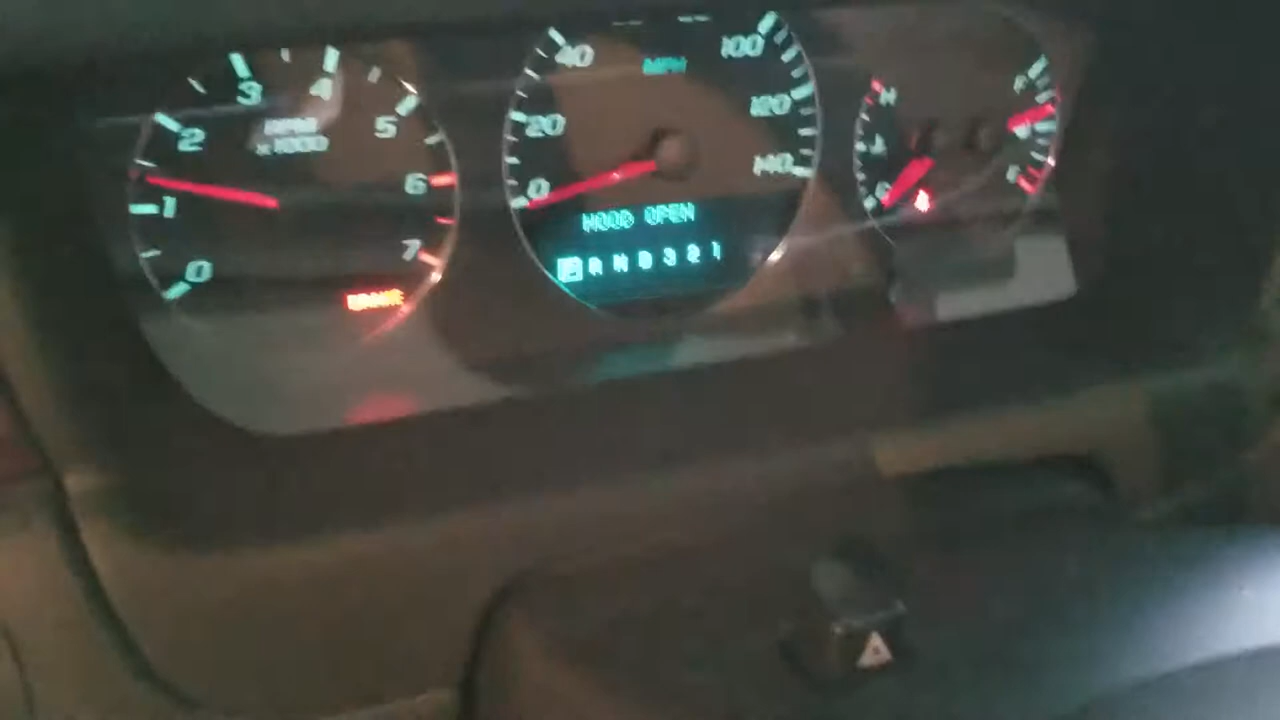 0 1 2 3 4 5 6 7
RPM
x1000
BRAKE
0 20 40 100 120 140
MPH
HOOD OPEN
P R N D 3 2 1
H
C
F